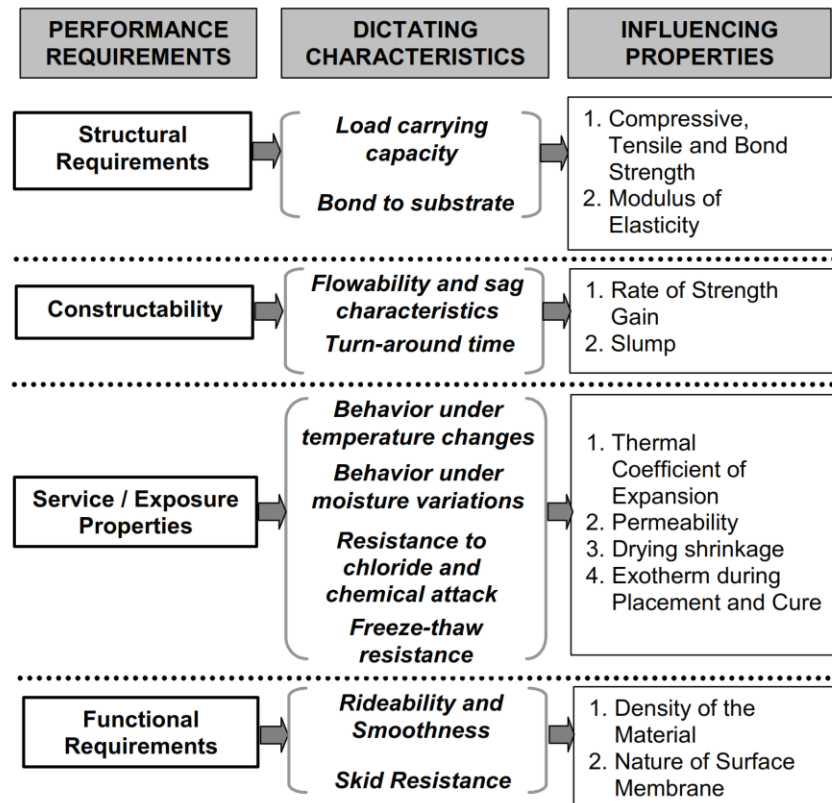 PERFORMANCE
REQUIREMENTS
DICTATING
CHARACTERISTICS
INFLUENCING
PROPERTIES
Structural
Requirements
Load carrying
capacity
Bond to substrate
1. Compressive,
Tensile and Bond
Strength
2. Modulus of
Elasticity
Constructability
Flowability and sag
characteristics
Turn-around time
1. Rate of Strength
Gain
2. Slump
Service / Exposure
Properties
Behavior under
temperature changes
Behavior under
moisture variations
Resistance to
chloride and
chemical attack
Freeze-thaw
resistance
1. Thermal
Coefficient of
Expansion
2. Permeability
3. Drying shrinkage
4. Exotherm during
Placement and Cure
Functional
Requirements
Rideability and
Smoothness
Skid Resistance
1. Density of the
Material
2. Nature of Surface
Membrane